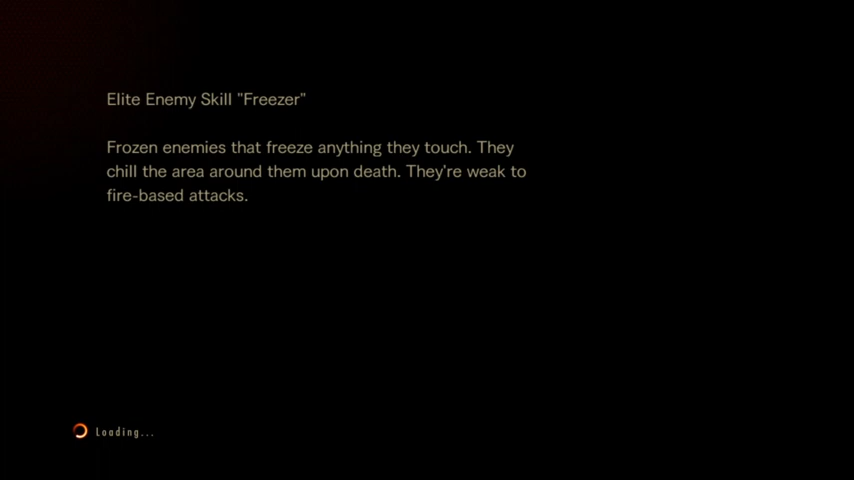 Elite Enemy Skill "Freezer"
Frozen enemies that freeze anything they touch. They
chill the area around them upon death. They're weak to
fire-based attacks.
Loading...